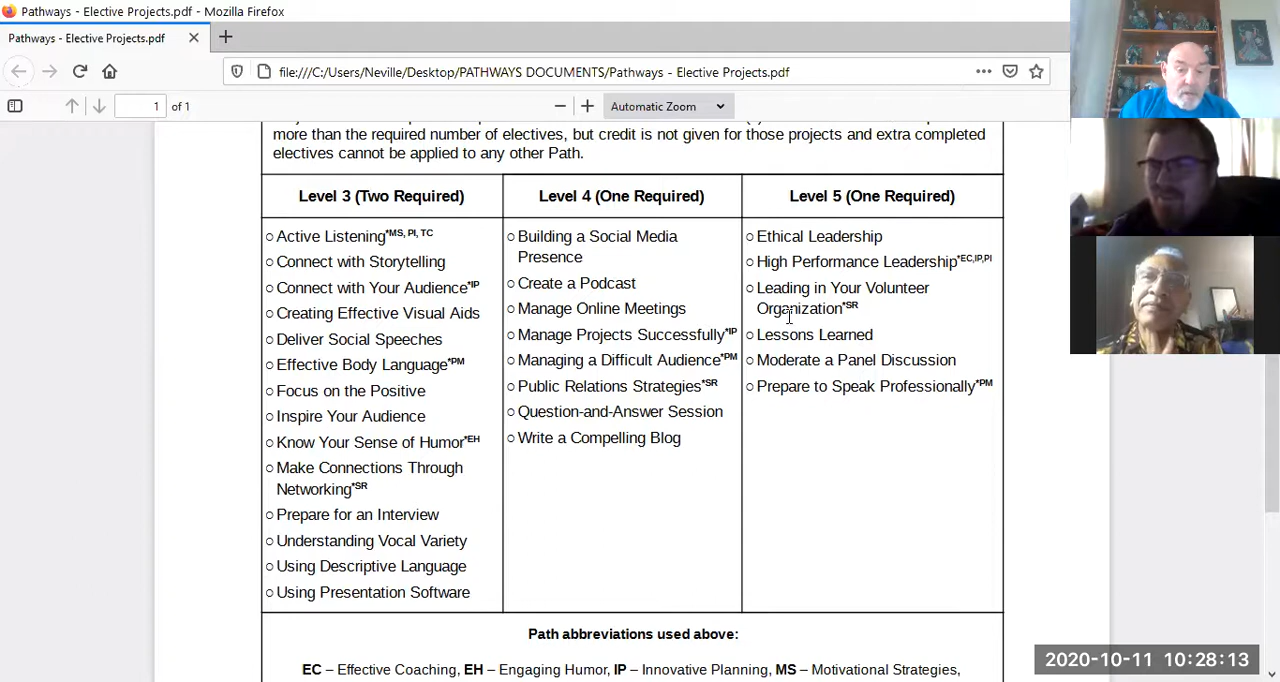 Pathways - Elective Projects.pdf - Mozilla Firefox
Pathways - Elective Projects.pdf
file:///C:/Users/Neville/Desktop/PATHWAYS DOCUMENTS/Pathways - Elective Projects.pdf
1 of 1
Automatic Zoom
more than the required number of electives, but credit is not given for those projects and extra completed
electives cannot be applied to any other Path.
Level 3 (Two Required)
Active Listening*MS, PI, TC
Connect with Storytelling
Connect with Your Audience*IP
Creating Effective Visual Aids
Deliver Social Speeches
Effective Body Language*PM
Focus on the Positive
Inspire Your Audience
Know Your Sense of Humor*EH
Make Connections Through
Networking*SR
Prepare for an Interview
Understanding Vocal Variety
Using Descriptive Language
Using Presentation Software
Level 4 (One Required)
Building a Social Media
Presence
Create a Podcast
Manage Online Meetings
Manage Projects Successfully*IP
Managing a Difficult Audience*PM
Public Relations Strategies*SR
Question-and-Answer Session
Write a Compelling Blog
Level 5 (One Required)
Ethical Leadership
High Performance Leadership*EC,IP,PI
Leading in Your Volunteer
Organization*SR
Lessons Learned
Moderate a Panel Discussion
Prepare to Speak Professionally*PM
Path abbreviations used above:
EC – Effective Coaching, EH – Engaging Humor, IP – Innovative Planning, MS – Motivational Strategies,
2020-10-11 10:28:13